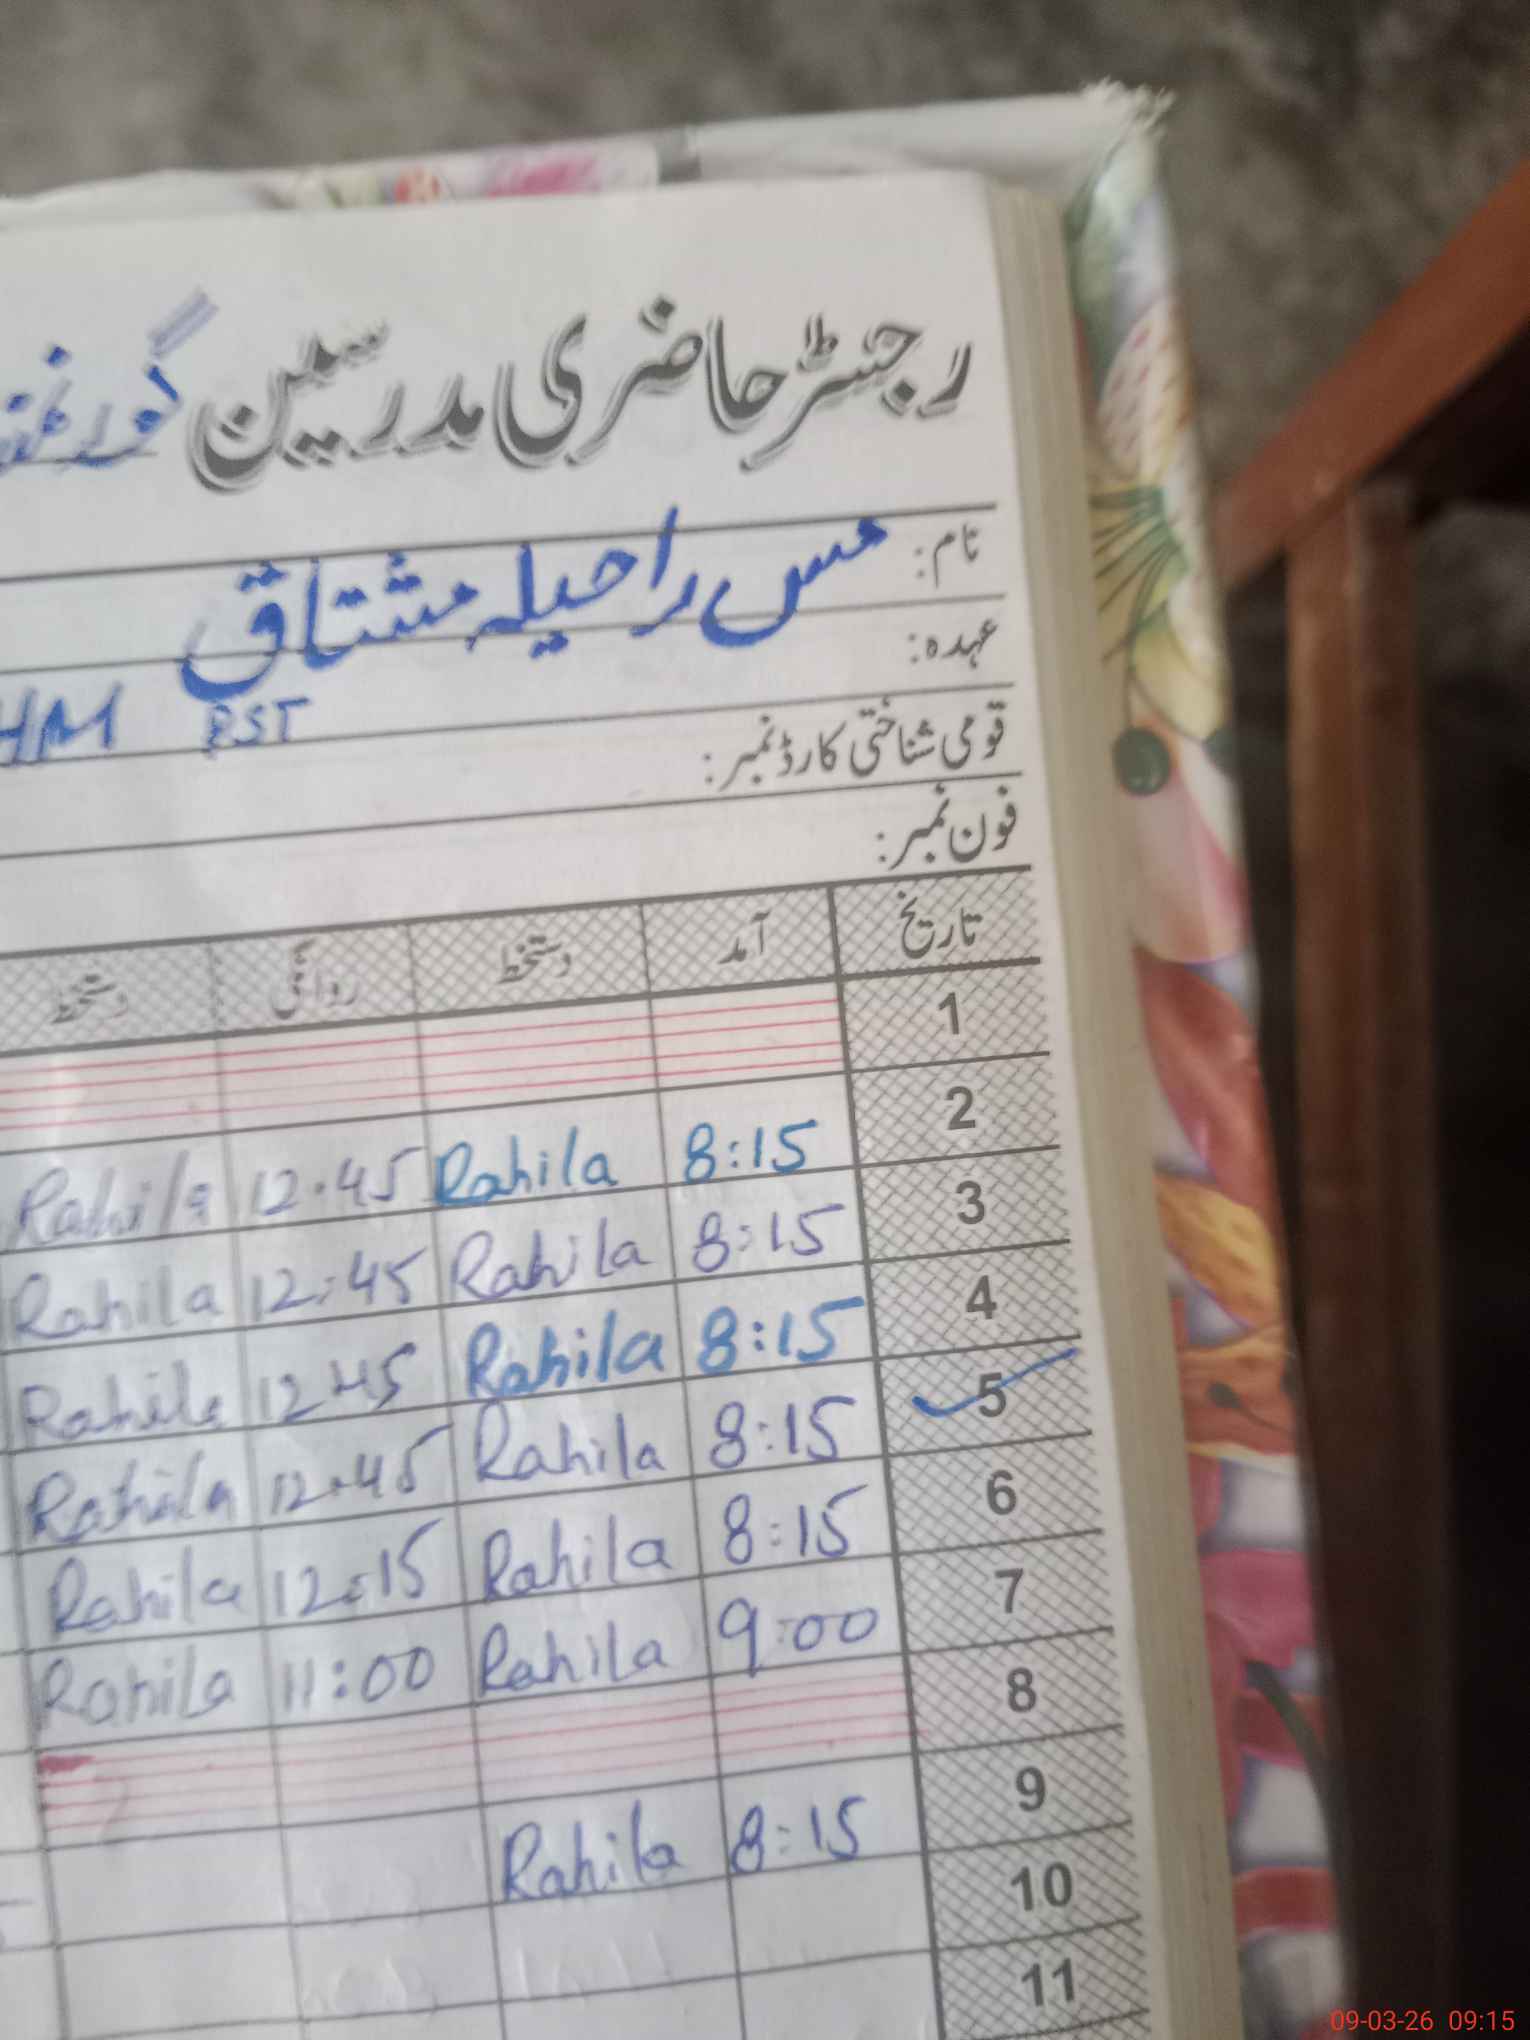 رجسٹر حاضری مدرسین گورنمنٹ
نام: مس راحیلہ مشتاق
عہدہ: PST HM
قومی شناختی کارڈ نمبر:
فون نمبر:
تاریخ آمد دستخط روانگی دستخط
1
2 8:15 Rahila 12:45 Rahila
3 8:15 Rahila 12:45 Rahila
4 8:15 Rahila 12:45 Rahila
5 8:15 Rahila 12:45 Rahila
6 8:15 Rahila 12:15 Rahila
7 9:00 Rahila 11:00 Rahila
8
9 8:15 Rahila
10
11
09-03-26 09:15